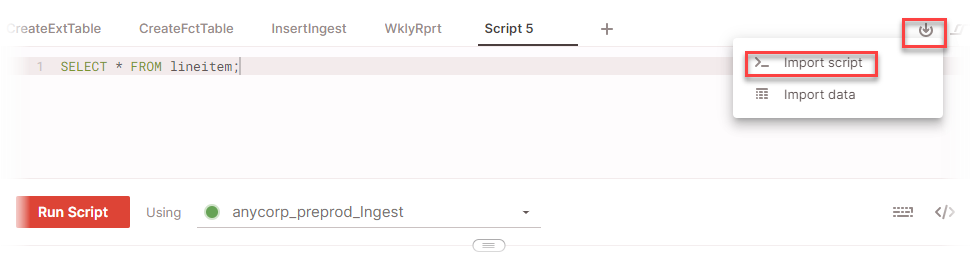 CreateExtTable CreateFctTable InsertIngest WklyRprt Script 5 +
Import script
1 SELECT * FROM lineitem;
Import data
Run Script Using anycorp_preprod_Ingest